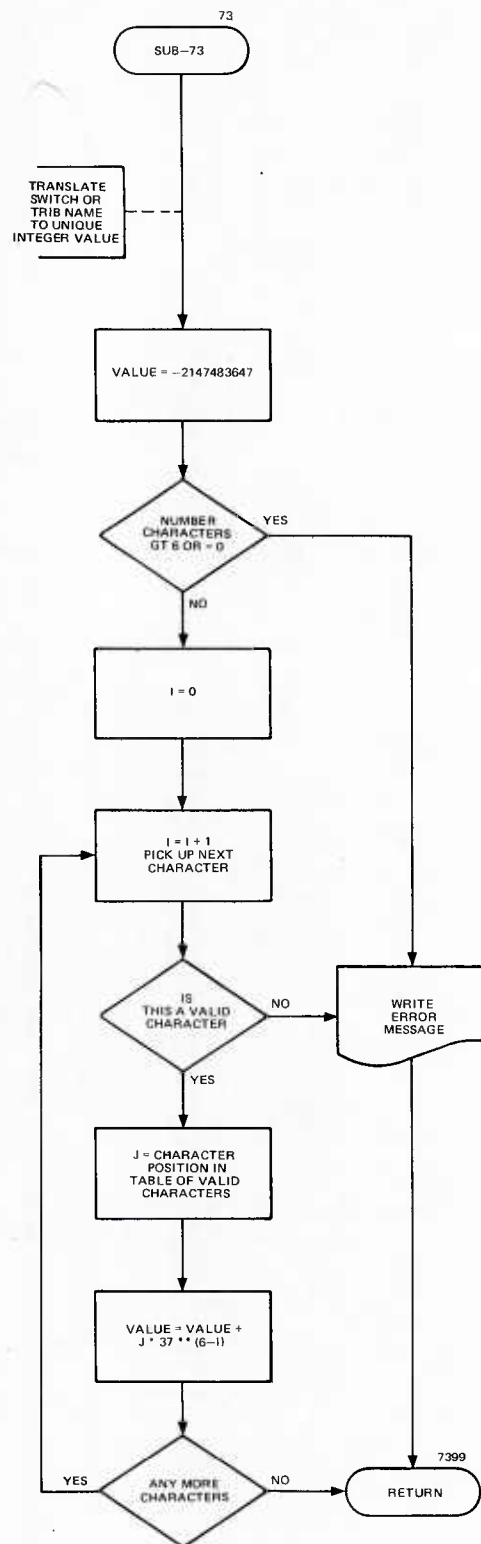 73
SUB-73
TRANSLATE
SWITCH OR
TRIB NAME
TO UNIQUE
INTEGER VALUE
VALUE = -2147483647
NUMBER
CHARACTERS
GT 6 OR = 0
YES
NO
I = 0
I = I + 1
PICK UP NEXT
CHARACTER
IS
THIS A VALID
CHARACTER
NO
WRITE
ERROR
MESSAGE
YES
J = CHARACTER
POSITION IN
TABLE OF VALID
CHARACTERS
VALUE = VALUE +
J * 37 ** (6-I)
YES
ANY MORE
CHARACTERS
NO
7399
RETURN